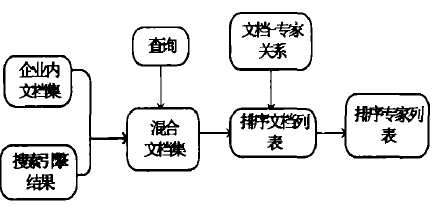 查询
文档-专家
关系
企业内
文档集
混合
文档集
排序文档列
表
排序专家列
表
搜索引擎
结果